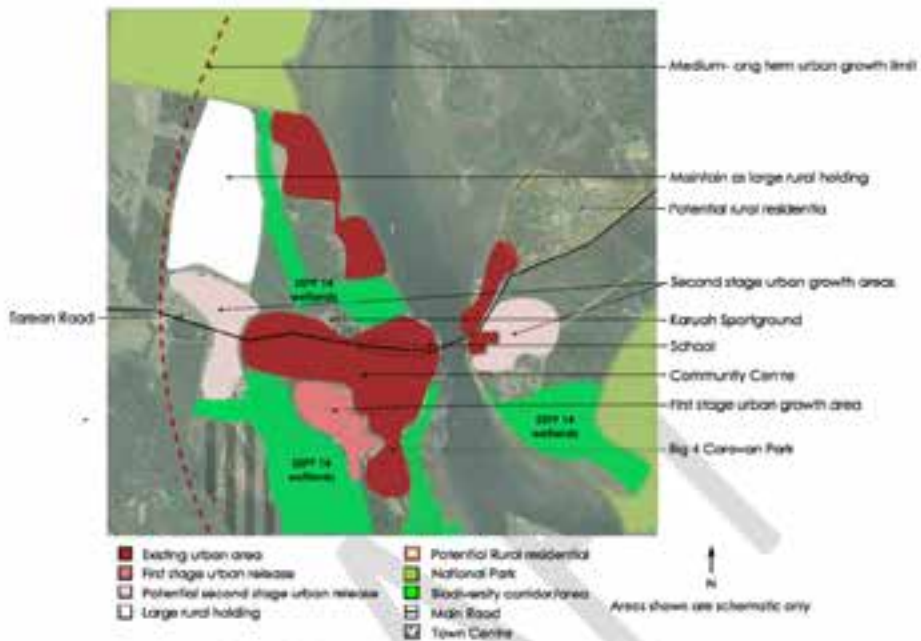 Medium- ong term urban growth limit
Maintain as large rural holding
Potential rural residentia
Second stage urban growth areas
Tarean Road
Karuah Sportground
School
Community Centre
First stage urban growth area
Big 4 Caravan Park
SEPP 14
wetlands
SEPP 14
wetlands
SEPP 14
wetlands
Existing urban area
First stage urban release
Potential second stage urban release
Large rural holding
Potential Rural residential
National Park
Biodiversity corridor/area
Main Road
Town Centre
N
Areas shown are schematic only